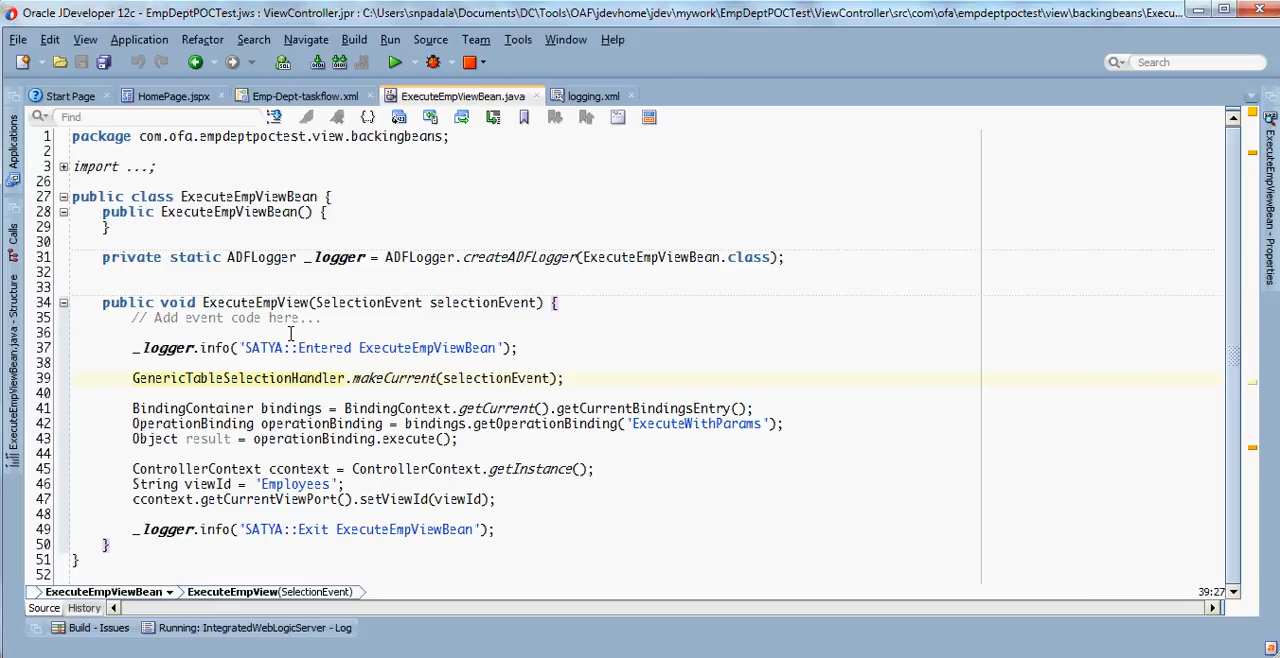 Oracle JDeveloper 12c - EmpDeptPOCTest.jws : ViewController.jpr : C:\Users\snpadala\Documents\DC\Tools\OAF\jdevhome\jdev\mywork\EmpDeptPOCTest\ViewController\src\com\ofa\empdeptpoctest\view\backingbeans\Execu...
File Edit View Application Refactor Search Navigate Build Run Source Team Tools Window Help
Search
Start Page HomePage.jspx Emp-Dept-taskflow.xml ExecuteEmpViewBean.java logging.xml
Find
1 package com.ofa.empdeptpoctest.view.backingbeans;
2
3 import ...;
26
27 public class ExecuteEmpViewBean {
28 public ExecuteEmpViewBean() {
29 }
30
31 private static ADFLogger _logger = ADFLogger.createADFLogger(ExecuteEmpViewBean.class);
32
33
34 public void ExecuteEmpView(SelectionEvent selectionEvent) {
35 // Add event code here...
36
37 _logger.info("SATYA::Entered ExecuteEmpViewBean");
38
39 GenericTableSelectionHandler.makeCurrent(selectionEvent);
40
41 BindingContainer bindings = BindingContext.getCurrent().getCurrentBindingsEntry();
42 OperationBinding operationBinding = bindings.getOperationBinding("ExecuteWithParams");
43 Object result = operationBinding.execute();
44
45 ControllerContext ccontext = ControllerContext.getInstance();
46 String viewId = "Employees";
47 ccontext.getCurrentViewPort().setViewId(viewId);
48
49 _logger.info("SATYA::Exit ExecuteEmpViewBean");
50 }
51 }
52
ExecuteEmpViewBean ExecuteEmpView(SelectionEvent) 39:27
Source History
Build - Issues Running: IntegratedWebLogicServer - Log
Applications
Calls
ExecuteEmpViewBean.java - Structure
ExecuteEmpViewBean - Properties